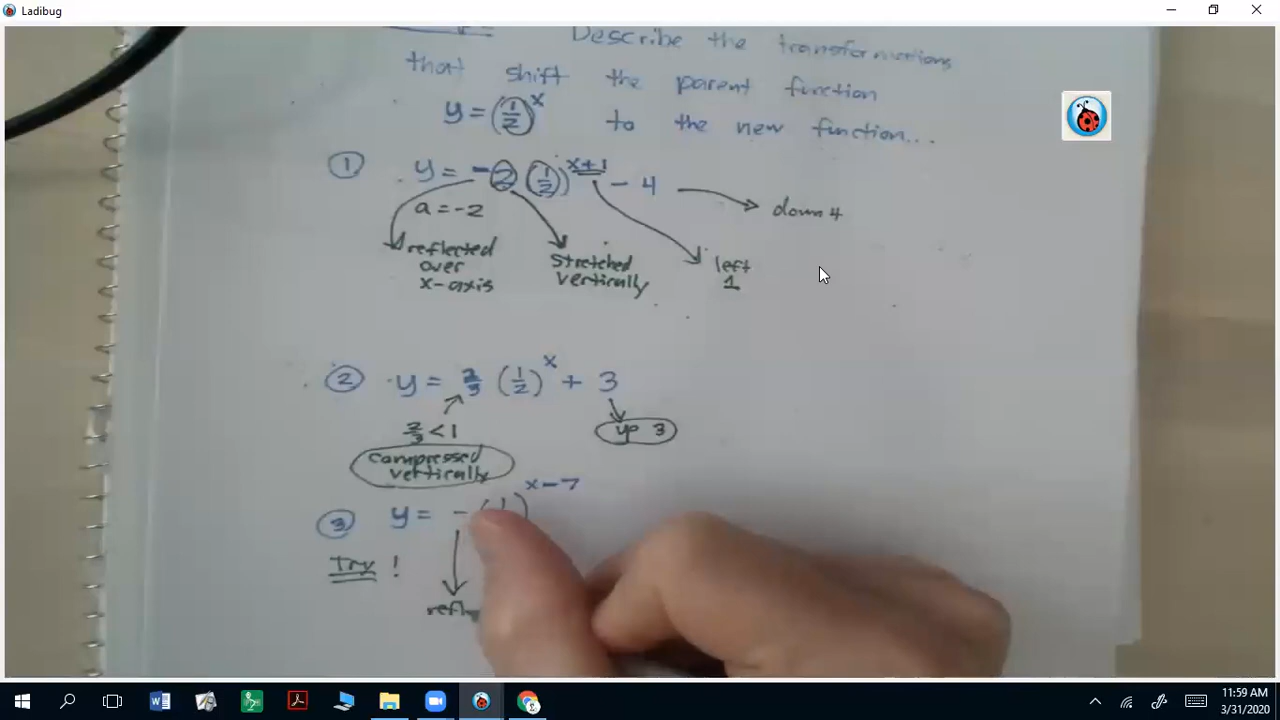 Ladibug
Describe the transformations
that shift the parent function
y = (1/2)^x to the new function...
① y = -2 (1/2)^x+1 - 4
down 4
a = -2
reflected
over
x-axis
stretched
vertically
left
1
② y = 2/3 (1/2)^x + 3
2/3 < 1
up 3
compressed
vertically
③ y = - (1/ )^x-7
Try !
11:59 AM
3/31/2020